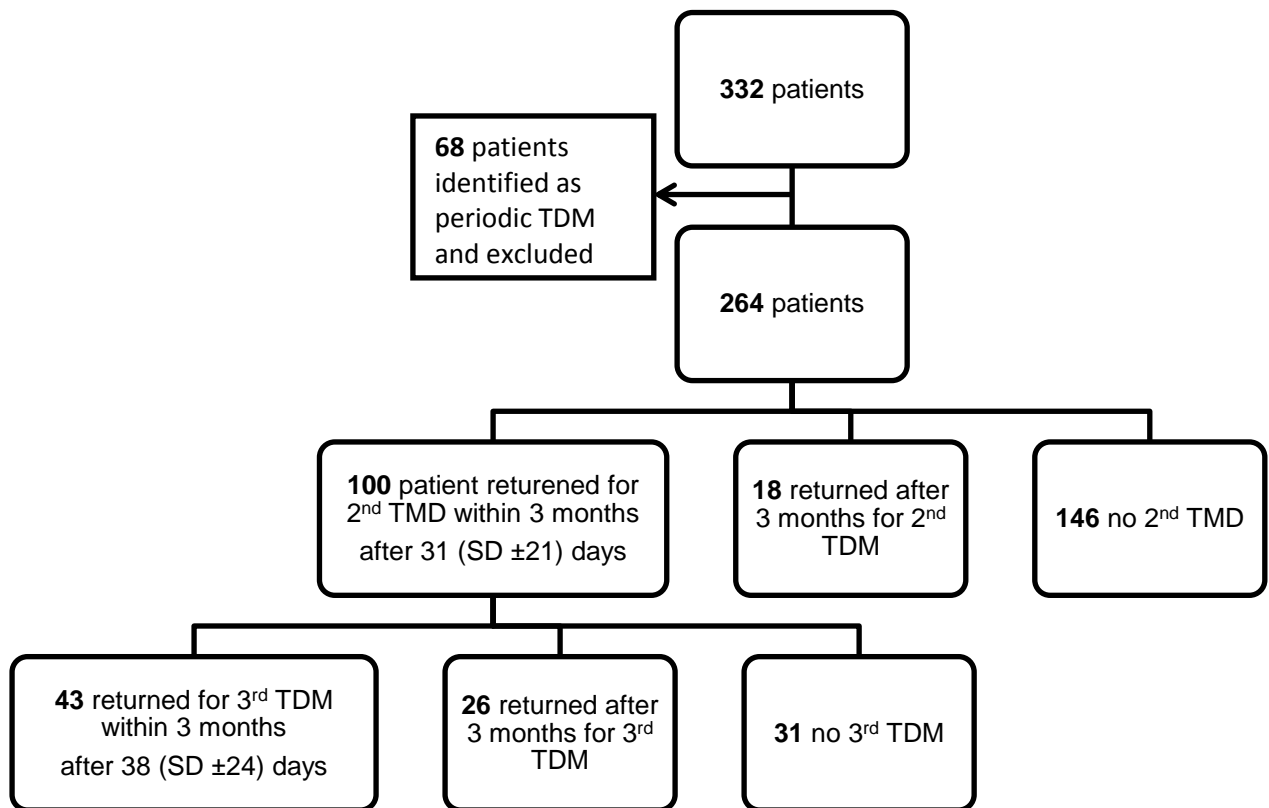 332 patients
68 patients
identified as
periodic TDM
and excluded
264 patients
100 patient returened for
2nd TMD within 3 months
after 31 (SD ±21) days
18 returned after
3 months for 2nd
TDM
146 no 2nd TMD
43 returned for 3rd TDM
within 3 months
after 38 (SD ±24) days
26 returned after
3 months for 3rd
TDM
31 no 3rd TDM